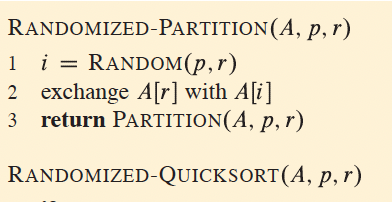 RANDOMIZED-PARTITION(A, p, r)
1 i = RANDOM(p, r)
2 exchange A[r] with A[i]
3 return PARTITION(A, p, r)
RANDOMIZED-QUICKSORT(A, p, r)